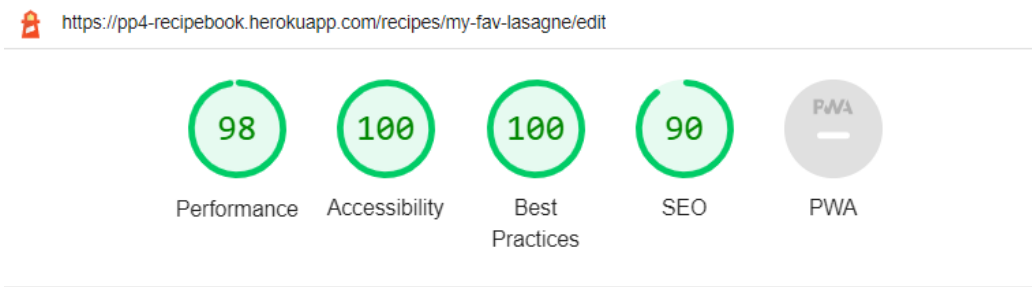 https://pp4-recipebook.herokuapp.com/recipes/my-fav-lasagne/edit
98 100 100 90 PWA
Performance Accessibility Best Practices SEO PWA